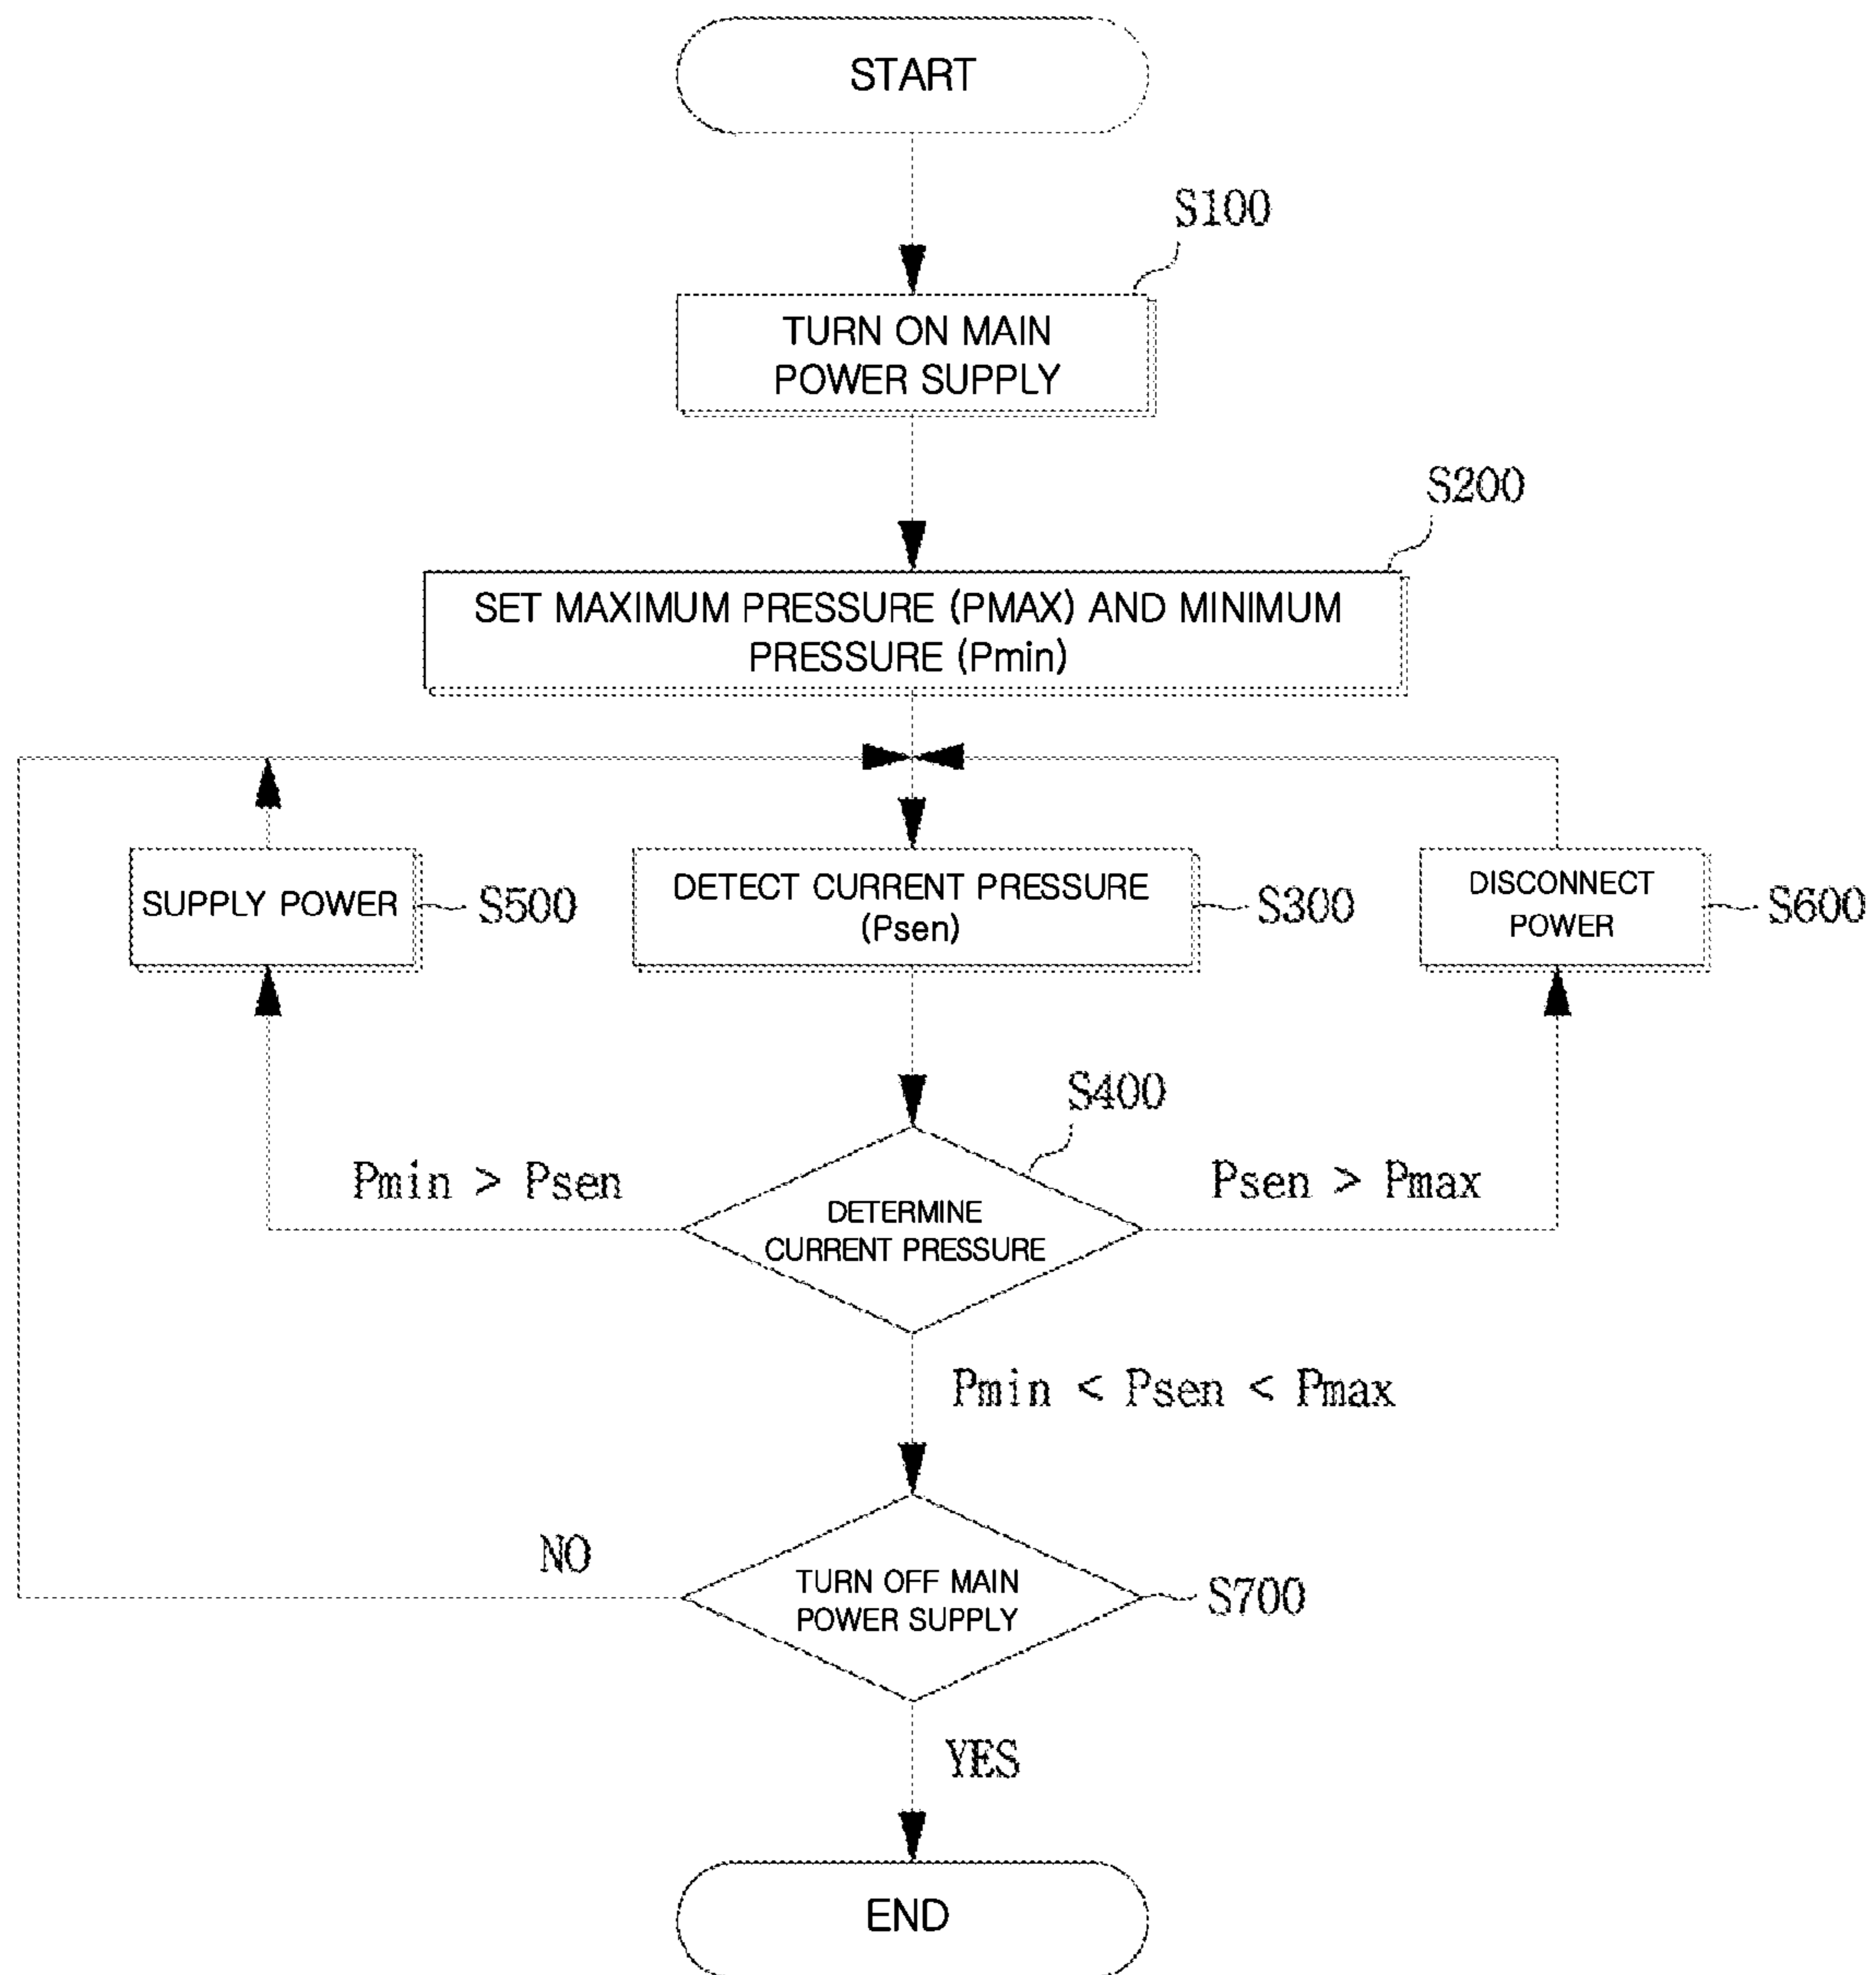 START
S100
TURN ON MAIN
POWER SUPPLY
S200
SET MAXIMUM PRESSURE (PMAX) AND MINIMUM
PRESSURE (Pmin)
SUPPLY POWER
S500
DETECT CURRENT PRESSURE
(Psen)
S300
DISCONNECT
POWER
S600
S400
Pmin > Psen
DETERMINE
CURRENT PRESSURE
Psen > Pmax
Pmin < Psen < Pmax
NO
TURN OFF MAIN
POWER SUPPLY
S700
YES
END